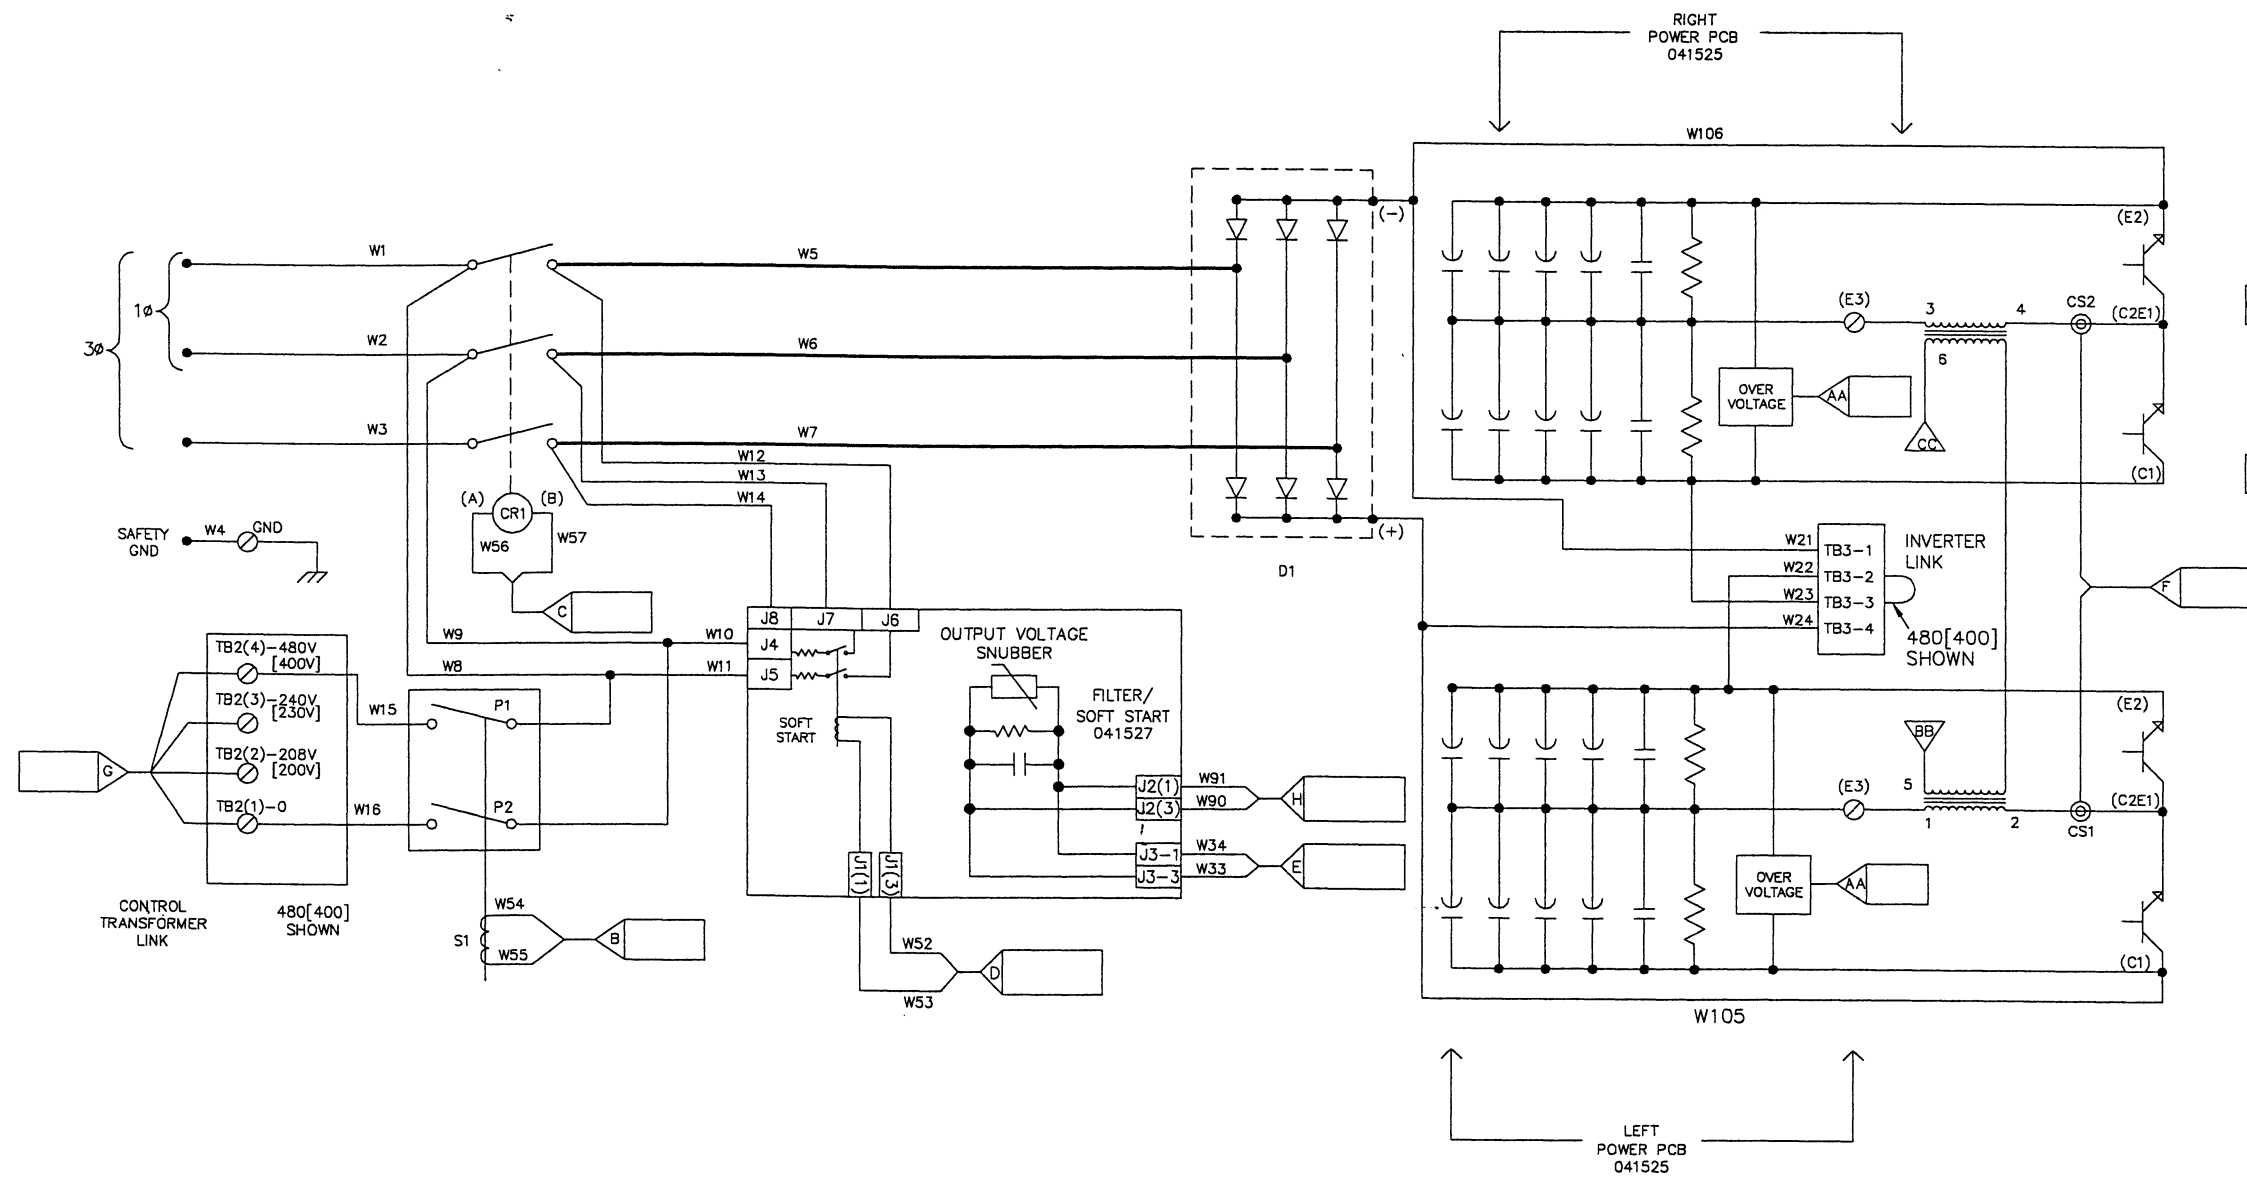 RIGHT
POWER PCB
041525
W106
(-)
(E2)
W1
W5
1ø
3ø
W2
W6
(E3)
3
4
CS2
(C2E1)
6
OVER
VOLTAGE
AA
CC
W3
W7
W12
W13
W14
(C1)
(A)
(B)
CR1
W56
W57
C
SAFETY
GND
W4
GND
(+)
D1
W21
W22
W23
W24
TB3-1
TB3-2
TB3-3
TB3-4
INVERTER
LINK
480[400]
SHOWN
F
J8
J7
J6
J4
J5
W9
W10
W8
W11
OUTPUT VOLTAGE
SNUBBER
FILTER/
SOFT START
041527
SOFT
START
TB2(4)-480V
[400V]
TB2(3)-240V
[230V]
TB2(2)-208V
[200V]
TB2(1)-0
G
W15
P1
W16
P2
CONTROL
TRANSFORMER
LINK
480[400]
SHOWN
S1
W54
W55
B
J1(1)
J1(3)
W52
W53
D
J2(1)
J2(3)
J3-1
J3-3
W91
W90
H
W34
W33
E
(E2)
BB
5
(E3)
1
2
CS1
(C2E1)
OVER
VOLTAGE
AA
(C1)
W105
LEFT
POWER PCB
041525